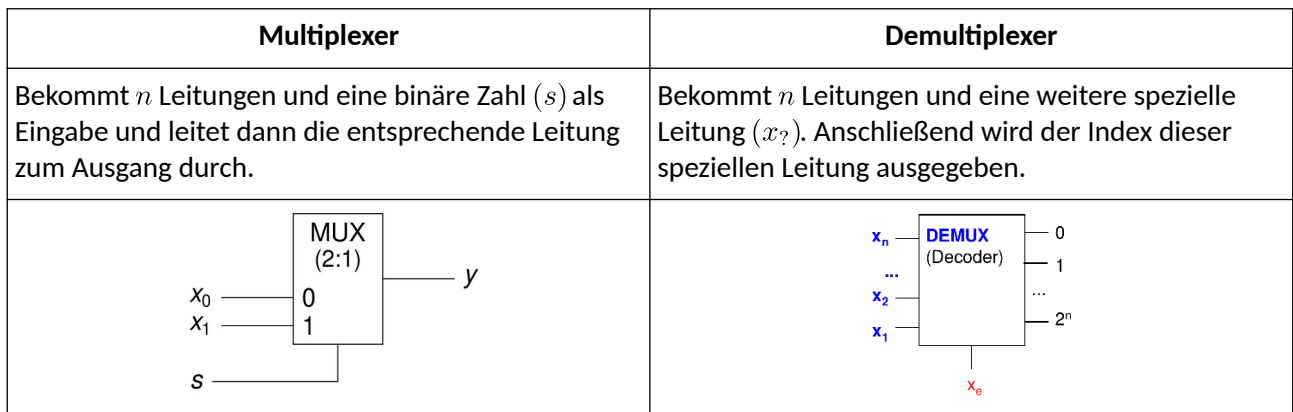 Multiplexer
Demultiplexer
Bekommt n Leitungen und eine binäre Zahl (s) als
Eingabe und leitet dann die entsprechende Leitung
zum Ausgang durch.
Bekommt n Leitungen und eine weitere spezielle
Leitung (x?). Anschließend wird der Index dieser
speziellen Leitung ausgegeben.
MUX
(2:1)
x0
0
x1
1
y
s
DEMUX
(Decoder)
xn
...
x2
x1
0
1
...
2ⁿ
xe